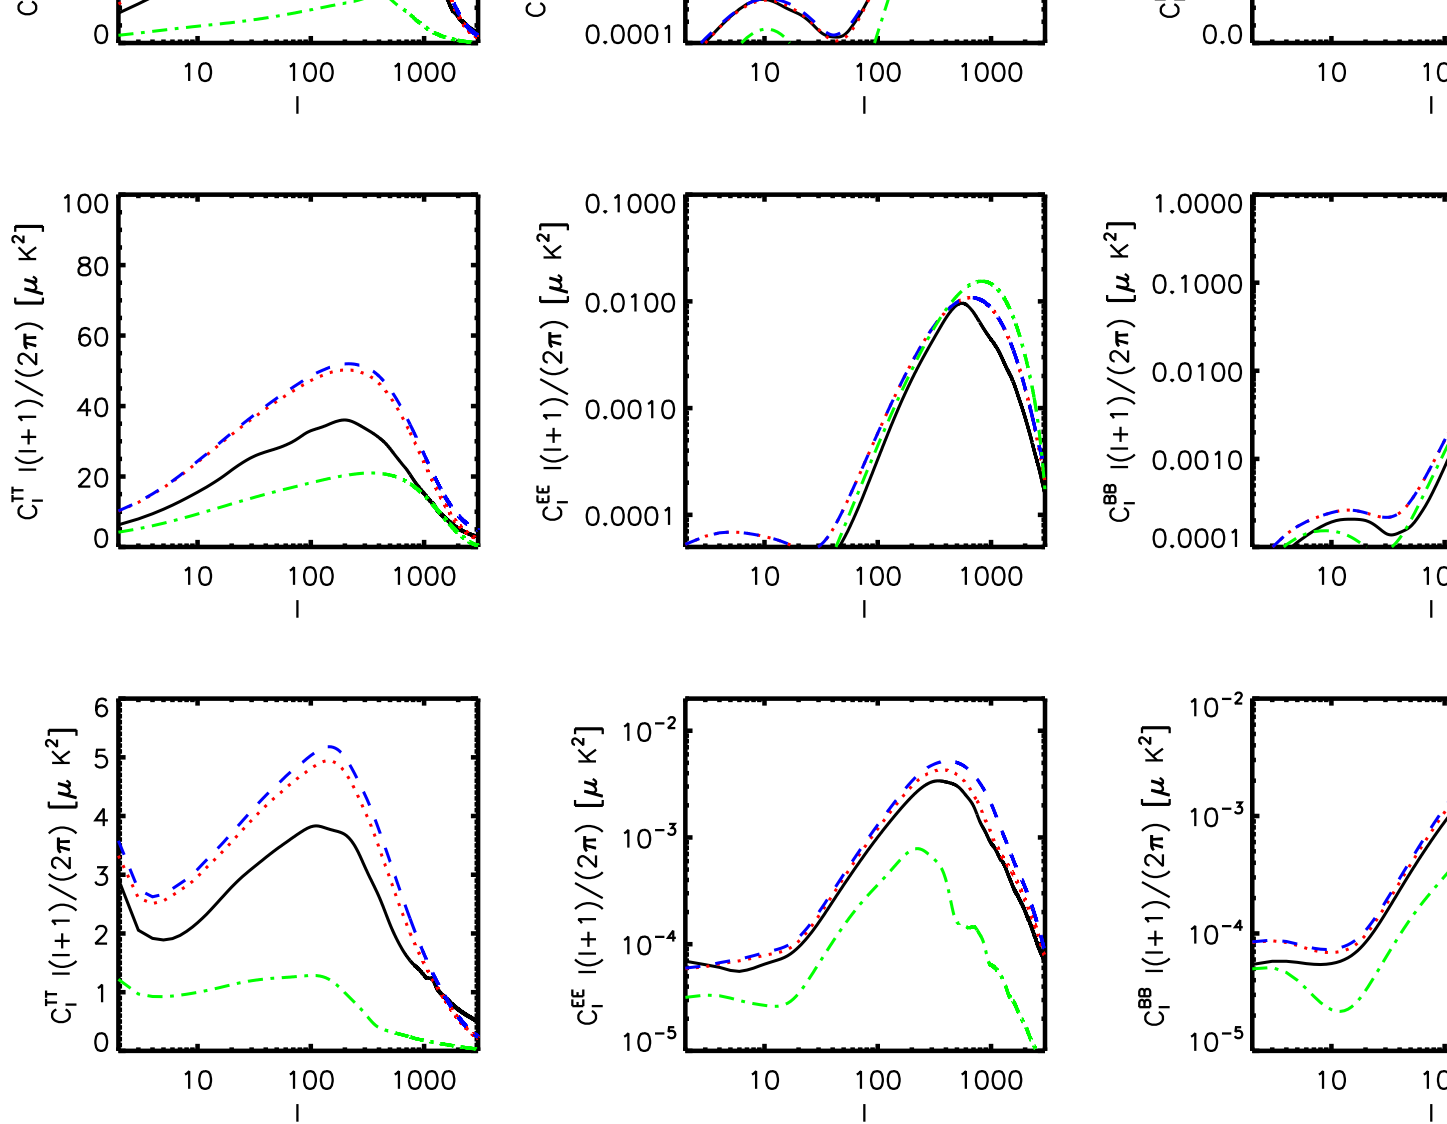 C
0
10 100 1000
l
C
0.0001
10 100 1000
l
0.0
10
l
C_l^TT l(l+1)/(2π) [μ K²]
100
80
60
40
20
0
10 100 1000
l
C_l^EE l(l+1)/(2π) [μ K²]
0.1000
0.0100
0.0010
0.0001
10 100 1000
l
C_l^BB l(l+1)/(2π) [μ K²]
1.0000
0.1000
0.0100
0.0010
0.0001
10
l
C_l^TT l(l+1)/(2π) [μ K²]
6
5
4
3
2
1
0
10 100 1000
l
C_l^EE l(l+1)/(2π) [μ K²]
10⁻²
10⁻³
10⁻⁴
10⁻⁵
10 100 1000
l
C_l^BB l(l+1)/(2π) [μ K²]
10⁻²
10⁻³
10⁻⁴
10⁻⁵
10
l